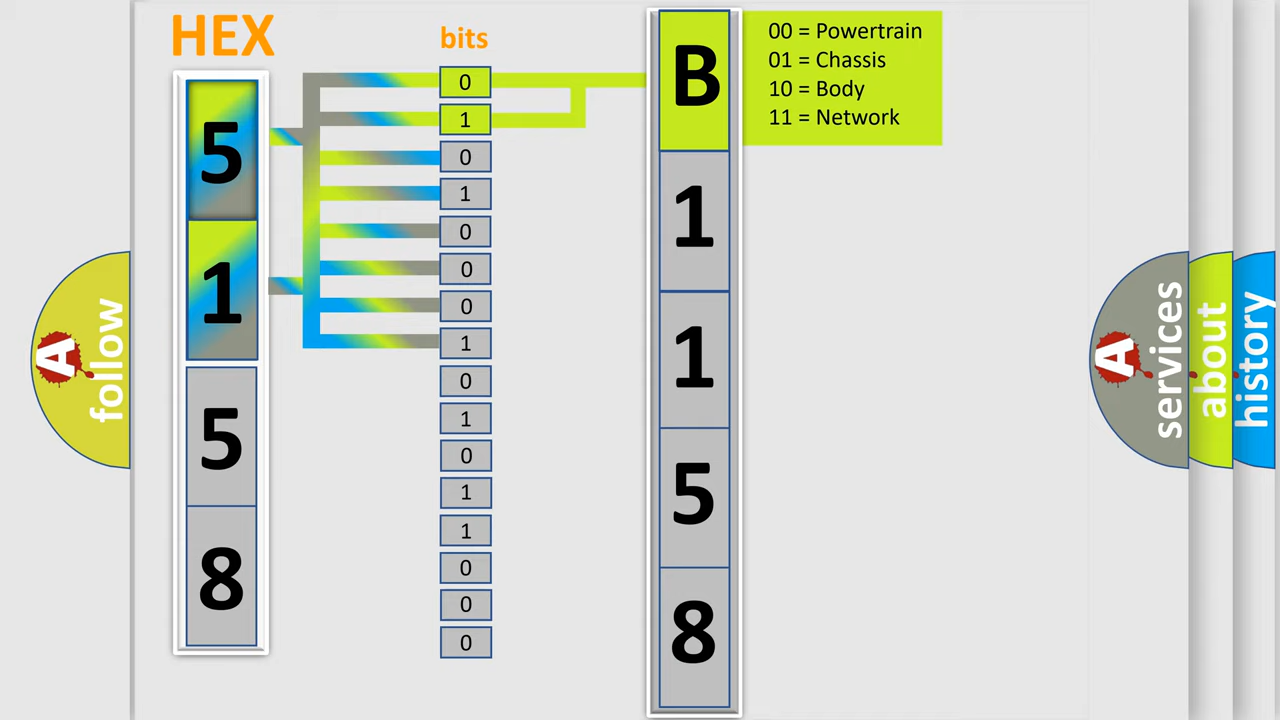 HEX
bits
5
1
5
8
0
1
0
1
0
0
0
1
0
1
0
1
1
0
0
0
B
1
1
5
8
00 = Powertrain
01 = Chassis
10 = Body
11 = Network
A follow
A services
about
history